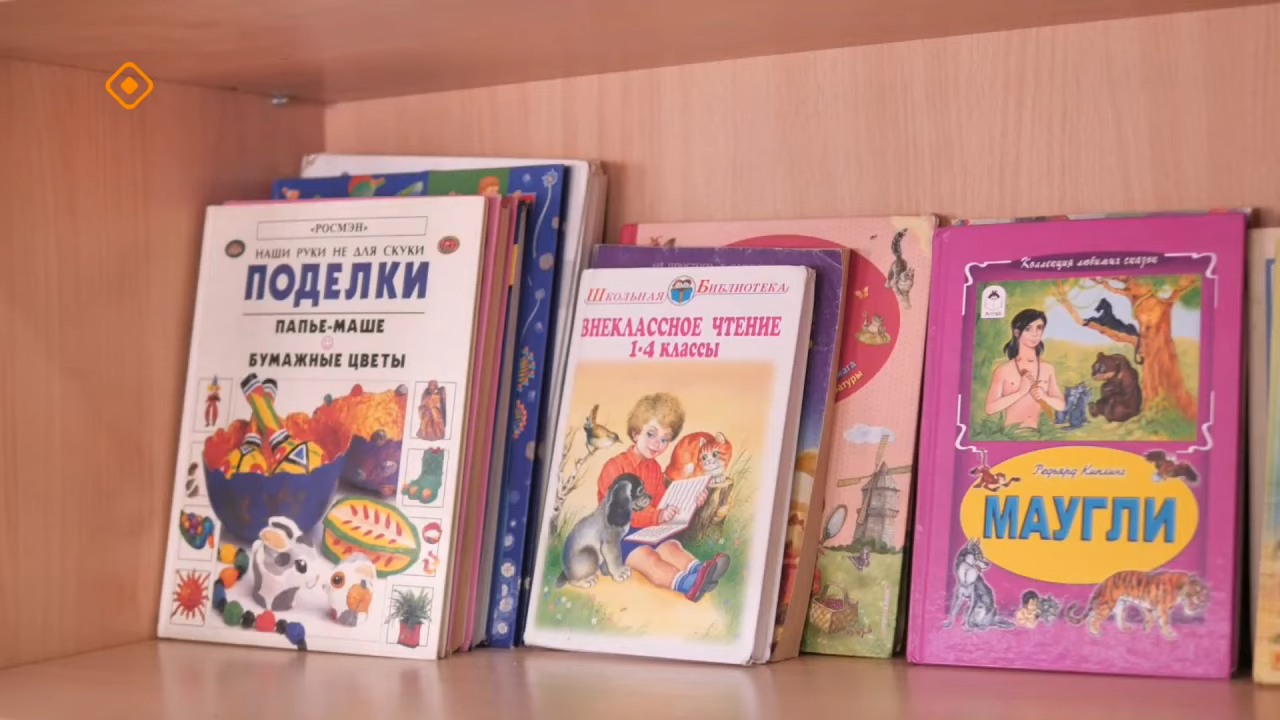 «РОСМЭН»
НАШИ РУКИ НЕ ДЛЯ СКУКИ
ПОДЕЛКИ
ПАПЬЕ-МАШЕ
БУМАЖНЫЕ ЦВЕТЫ
ШКОЛЬНАЯ БИБЛИОТЕКА
ВНЕКЛАССНОЕ ЧТЕНИЕ
1-4 КЛАССЫ
Коллекция любимых сказок
Редьярд Киплинг
МАУГЛИ